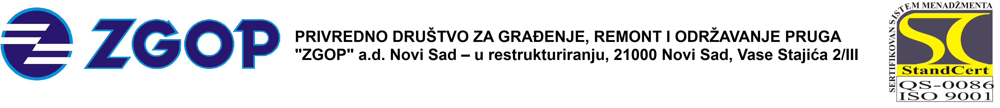 ZGOP
PRIVREDNO DRUŠTVO ZA GRAĐENJE, REMONT I ODRŽAVANJE PRUGA
"ZGOP" a.d. Novi Sad – u restrukturiranju, 21000 Novi Sad, Vase Stajića 2/III
SERTIFIKOVAN SISTEM MENADŽMENTA
StandCert
QS-0086
ISO 9001